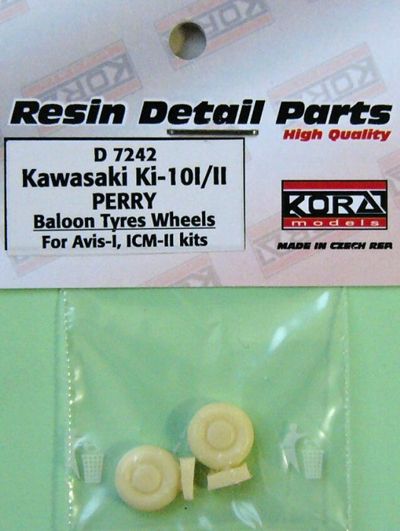 Resin Detail Parts
High Quality
D 7242
Kawasaki Ki-10I/II
PERRY
Baloon Tyres Wheels
For Avis-I, ICM-II kits
KORA
models
MADE IN CZECH REP.